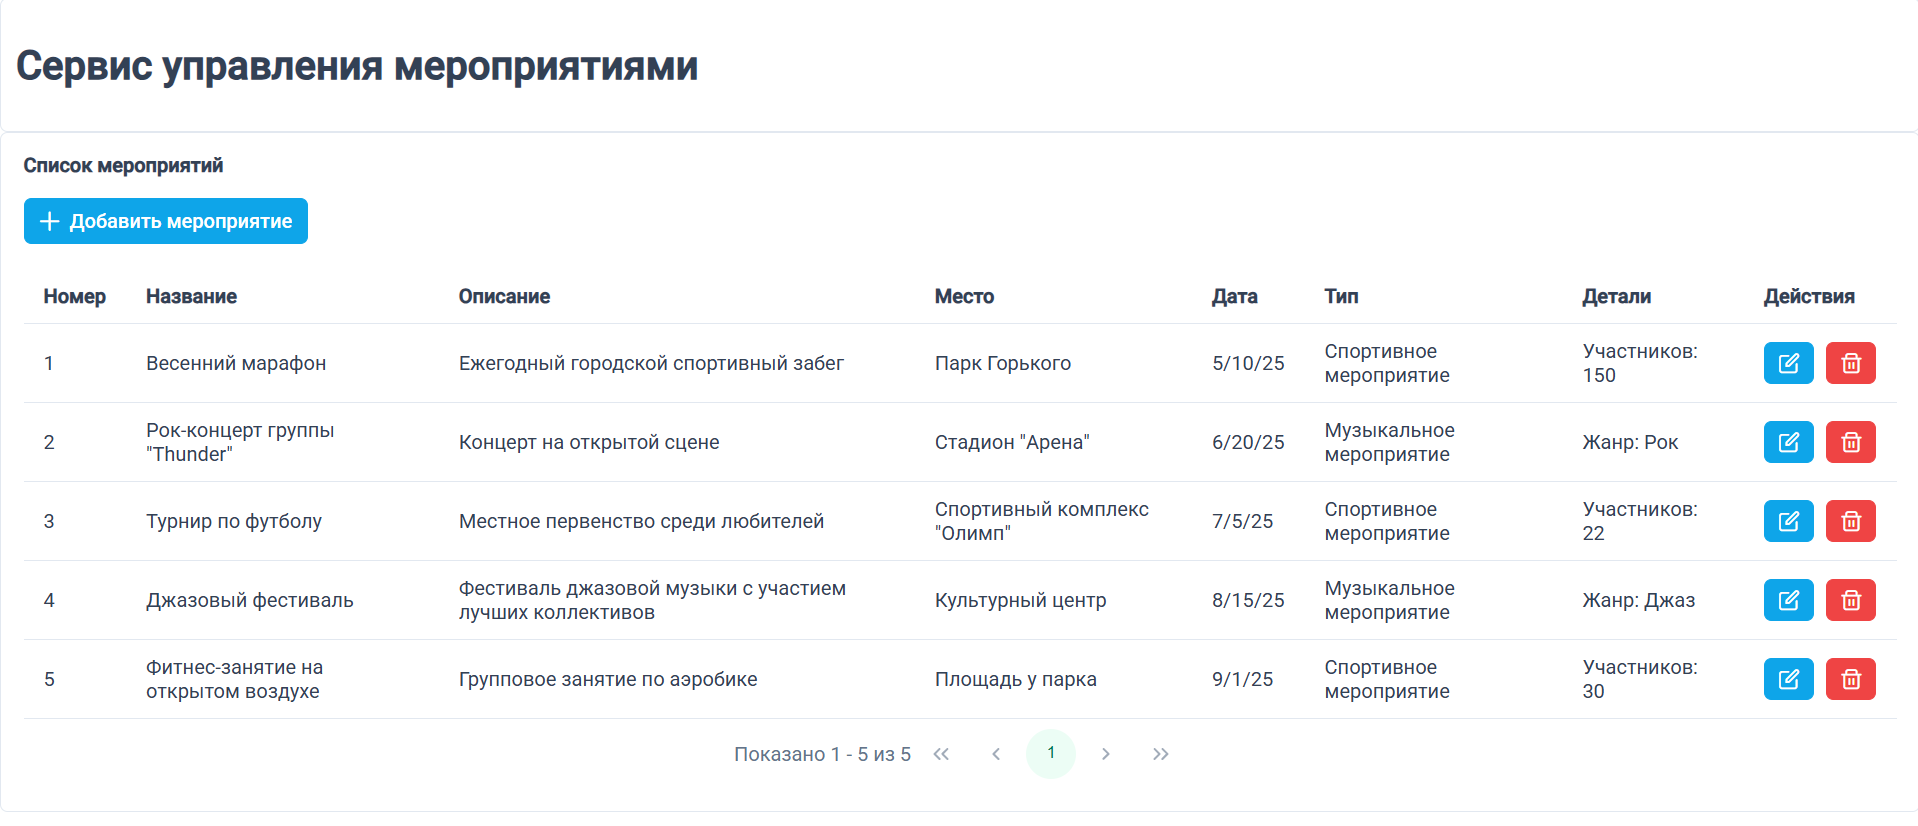 Сервис управления мероприятиями
Список мероприятий
Добавить мероприятие
Номер Название Описание Место Дата Тип Детали Действия
1 Весенний марафон Ежегодный городской спортивный забег Парк Горького 5/10/25 Спортивное мероприятие Участников: 150
2 Рок-концерт группы "Thunder" Концерт на открытой сцене Стадион "Арена" 6/20/25 Музыкальное мероприятие Жанр: Рок
3 Турнир по футболу Местное первенство среди любителей Спортивный комплекс "Олимп" 7/5/25 Спортивное мероприятие Участников: 22
4 Джазовый фестиваль Фестиваль джазовой музыки с участием лучших коллективов Культурный центр 8/15/25 Музыкальное мероприятие Жанр: Джаз
5 Фитнес-занятие на открытом воздухе Групповое занятие по аэробике Площадь у парка 9/1/25 Спортивное мероприятие Участников: 30
Показано 1 - 5 из 5 1